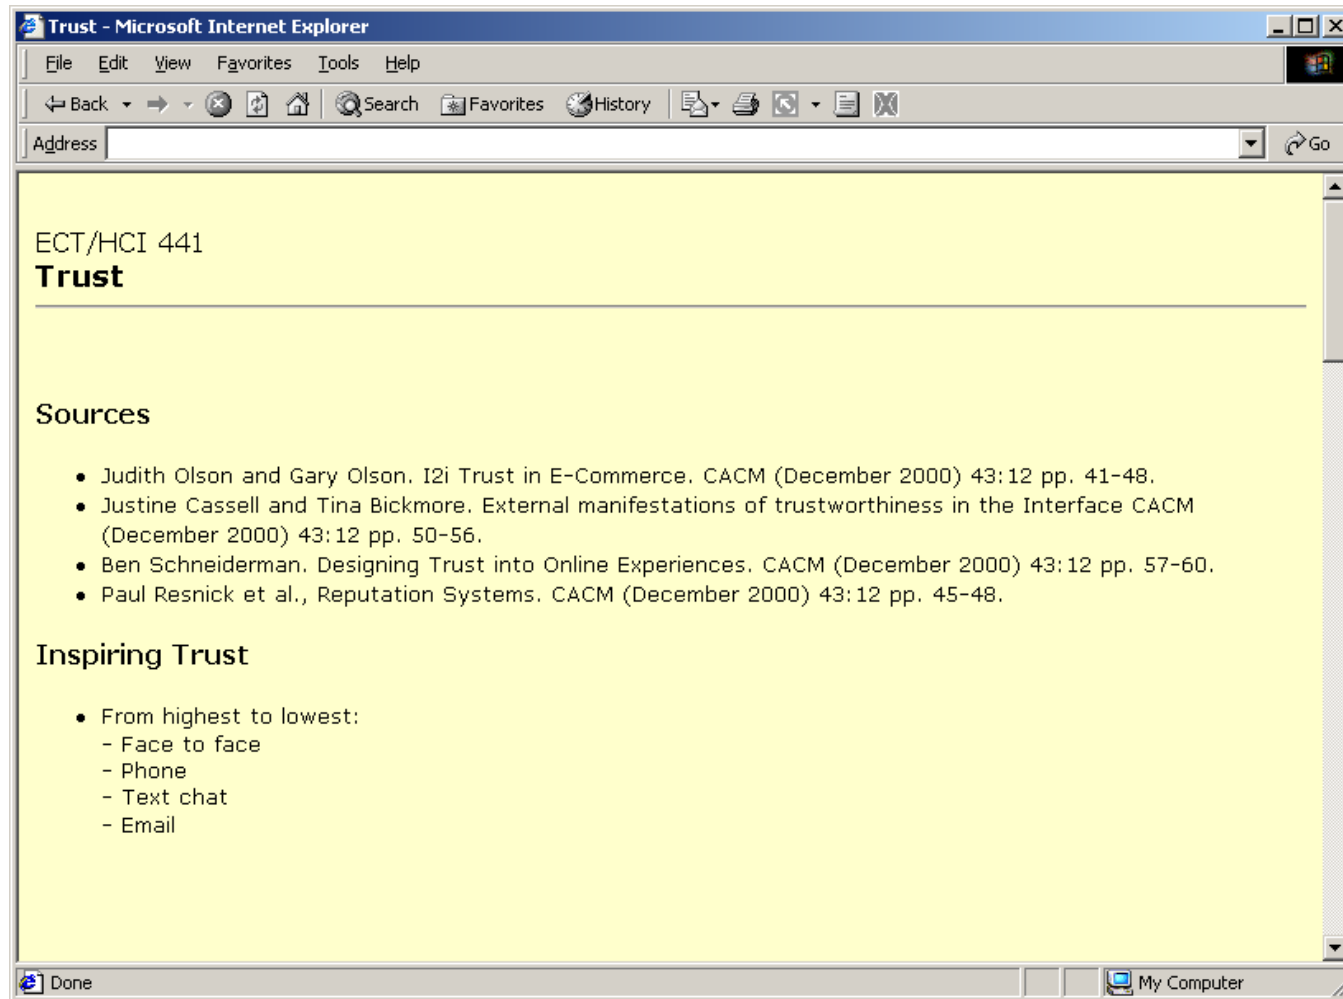 Trust - Microsoft Internet Explorer
File Edit View Favorites Tools Help
Back Search Favorites History
Address Go
ECT/HCI 441
Trust
Sources
• Judith Olson and Gary Olson. I2i Trust in E-Commerce. CACM (December 2000) 43:12 pp. 41-48.
• Justine Cassell and Tina Bickmore. External manifestations of trustworthiness in the Interface CACM
(December 2000) 43:12 pp. 50-56.
• Ben Schneiderman. Designing Trust into Online Experiences. CACM (December 2000) 43:12 pp. 57-60.
• Paul Resnick et al., Reputation Systems. CACM (December 2000) 43:12 pp. 45-48.
Inspiring Trust
• From highest to lowest:
- Face to face
- Phone
- Text chat
- Email
Done My Computer